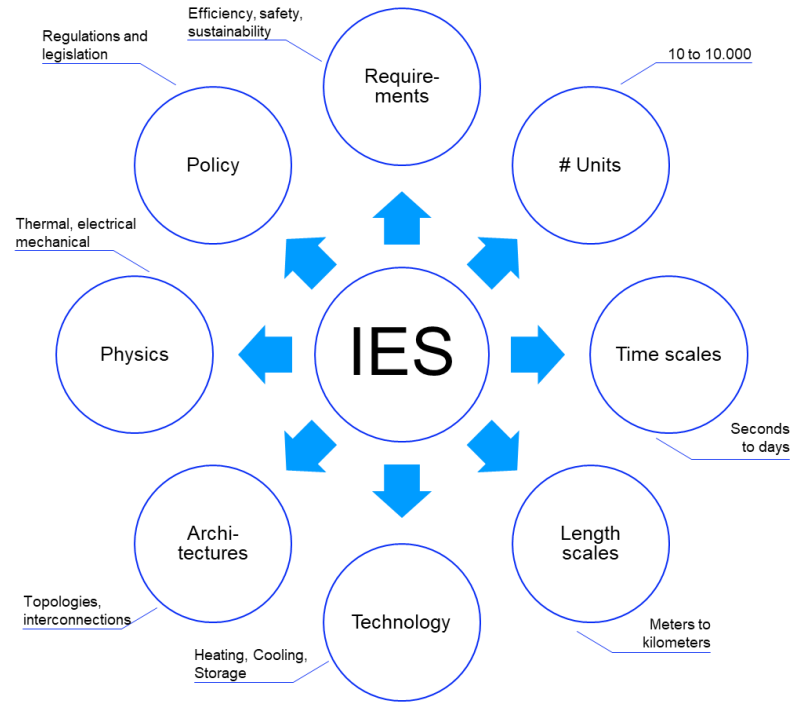 Efficiency, safety,
sustainability
Regulations and
legislation
10 to 10.000
Require-
ments
Policy
# Units
Thermal, electrical
mechanical
IES
Physics
Time scales
Seconds
to days
Archi-
tectures
Length
scales
Topologies,
interconnections
Technology
Meters to
kilometers
Heating, Cooling,
Storage